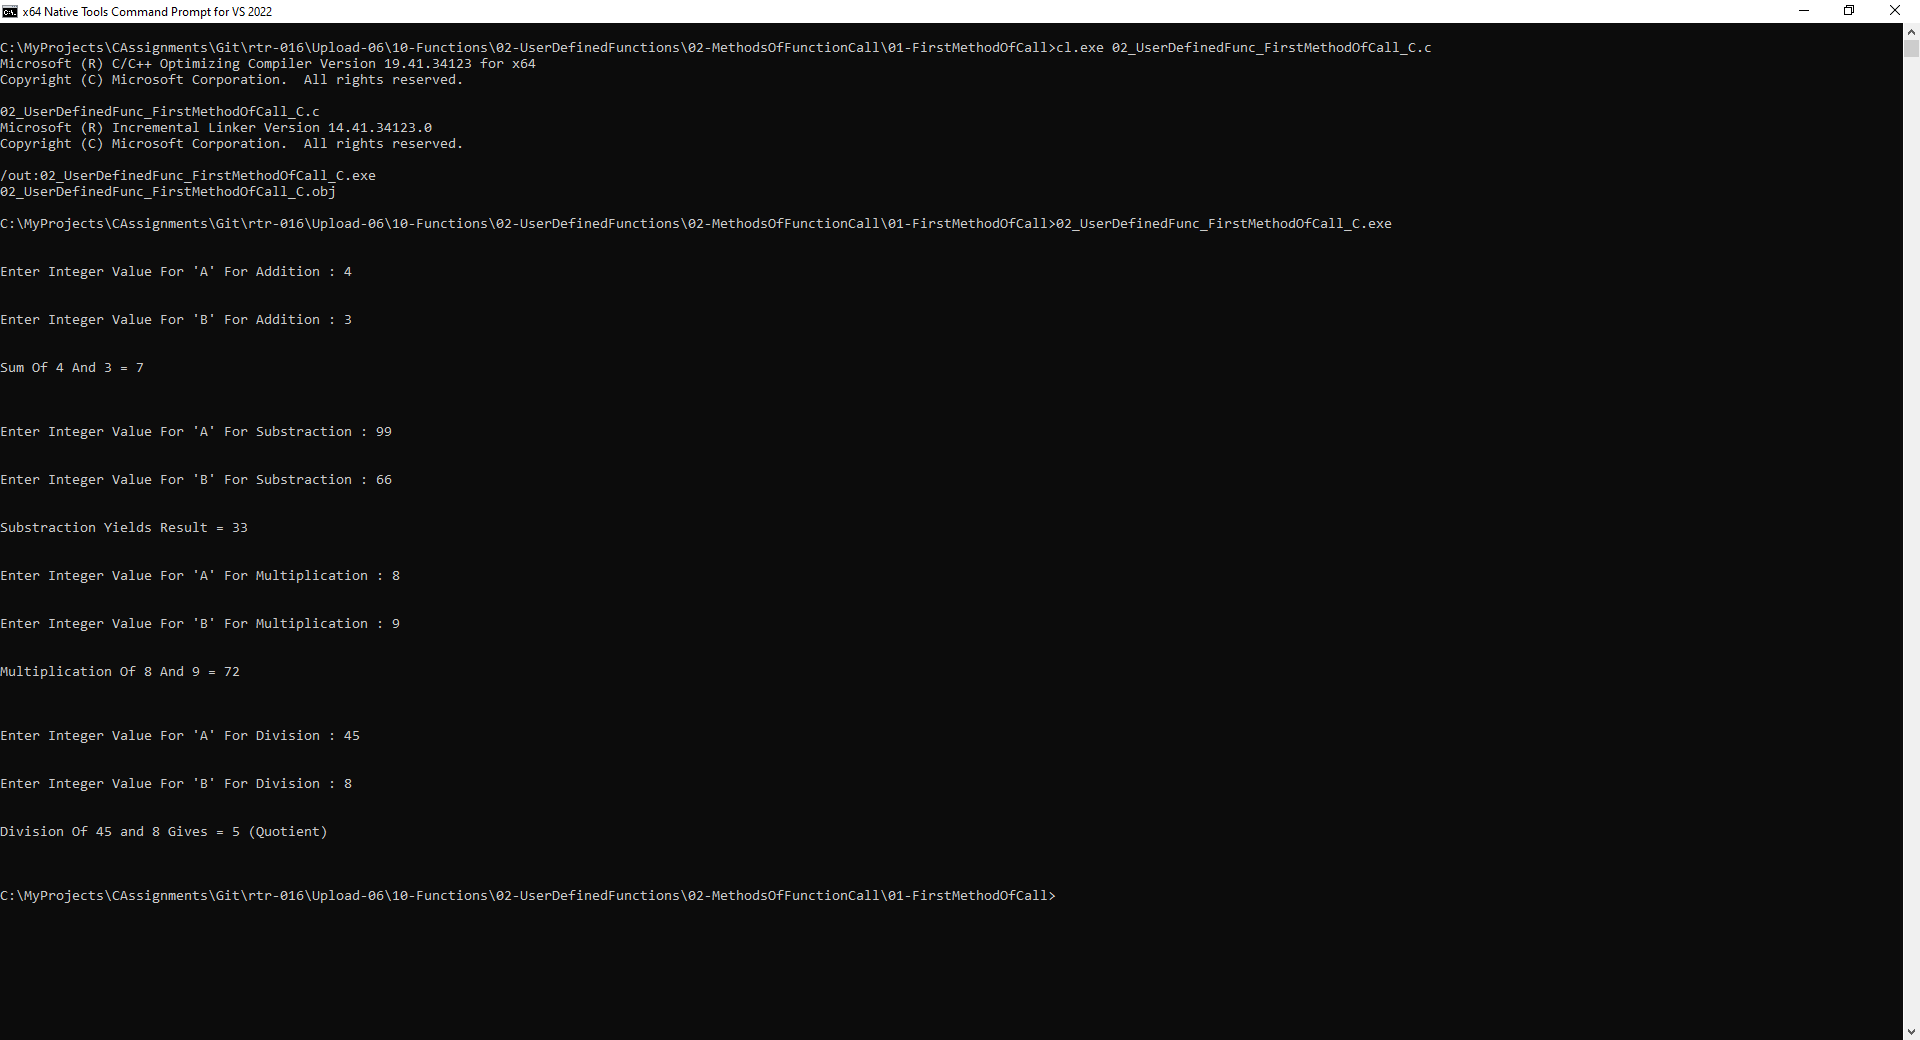 x64 Native Tools Command Prompt for VS 2022
C:\MyProjects\CAssignments\Git\rtr-016\Upload-06\10-Functions\02-UserDefinedFunctions\02-MethodsOfFunctionCall\01-FirstMethodOfCall>cl.exe 02_UserDefinedFunc_FirstMethodOfCall_C.c
Microsoft (R) C/C++ Optimizing Compiler Version 19.41.34123 for x64
Copyright (C) Microsoft Corporation.  All rights reserved.
02_UserDefinedFunc_FirstMethodOfCall_C.c
Microsoft (R) Incremental Linker Version 14.41.34123.0
Copyright (C) Microsoft Corporation.  All rights reserved.
/out:02_UserDefinedFunc_FirstMethodOfCall_C.exe
02_UserDefinedFunc_FirstMethodOfCall_C.obj
C:\MyProjects\CAssignments\Git\rtr-016\Upload-06\10-Functions\02-UserDefinedFunctions\02-MethodsOfFunctionCall\01-FirstMethodOfCall>02_UserDefinedFunc_FirstMethodOfCall_C.exe
Enter Integer Value For 'A' For Addition : 4
Enter Integer Value For 'B' For Addition : 3
Sum Of 4 And 3 = 7
Enter Integer Value For 'A' For Substraction : 99
Enter Integer Value For 'B' For Substraction : 66
Substraction Yields Result = 33
Enter Integer Value For 'A' For Multiplication : 8
Enter Integer Value For 'B' For Multiplication : 9
Multiplication Of 8 And 9 = 72
Enter Integer Value For 'A' For Division : 45
Enter Integer Value For 'B' For Division : 8
Division Of 45 and 8 Gives = 5 (Quotient)
C:\MyProjects\CAssignments\Git\rtr-016\Upload-06\10-Functions\02-UserDefinedFunctions\02-MethodsOfFunctionCall\01-FirstMethodOfCall>